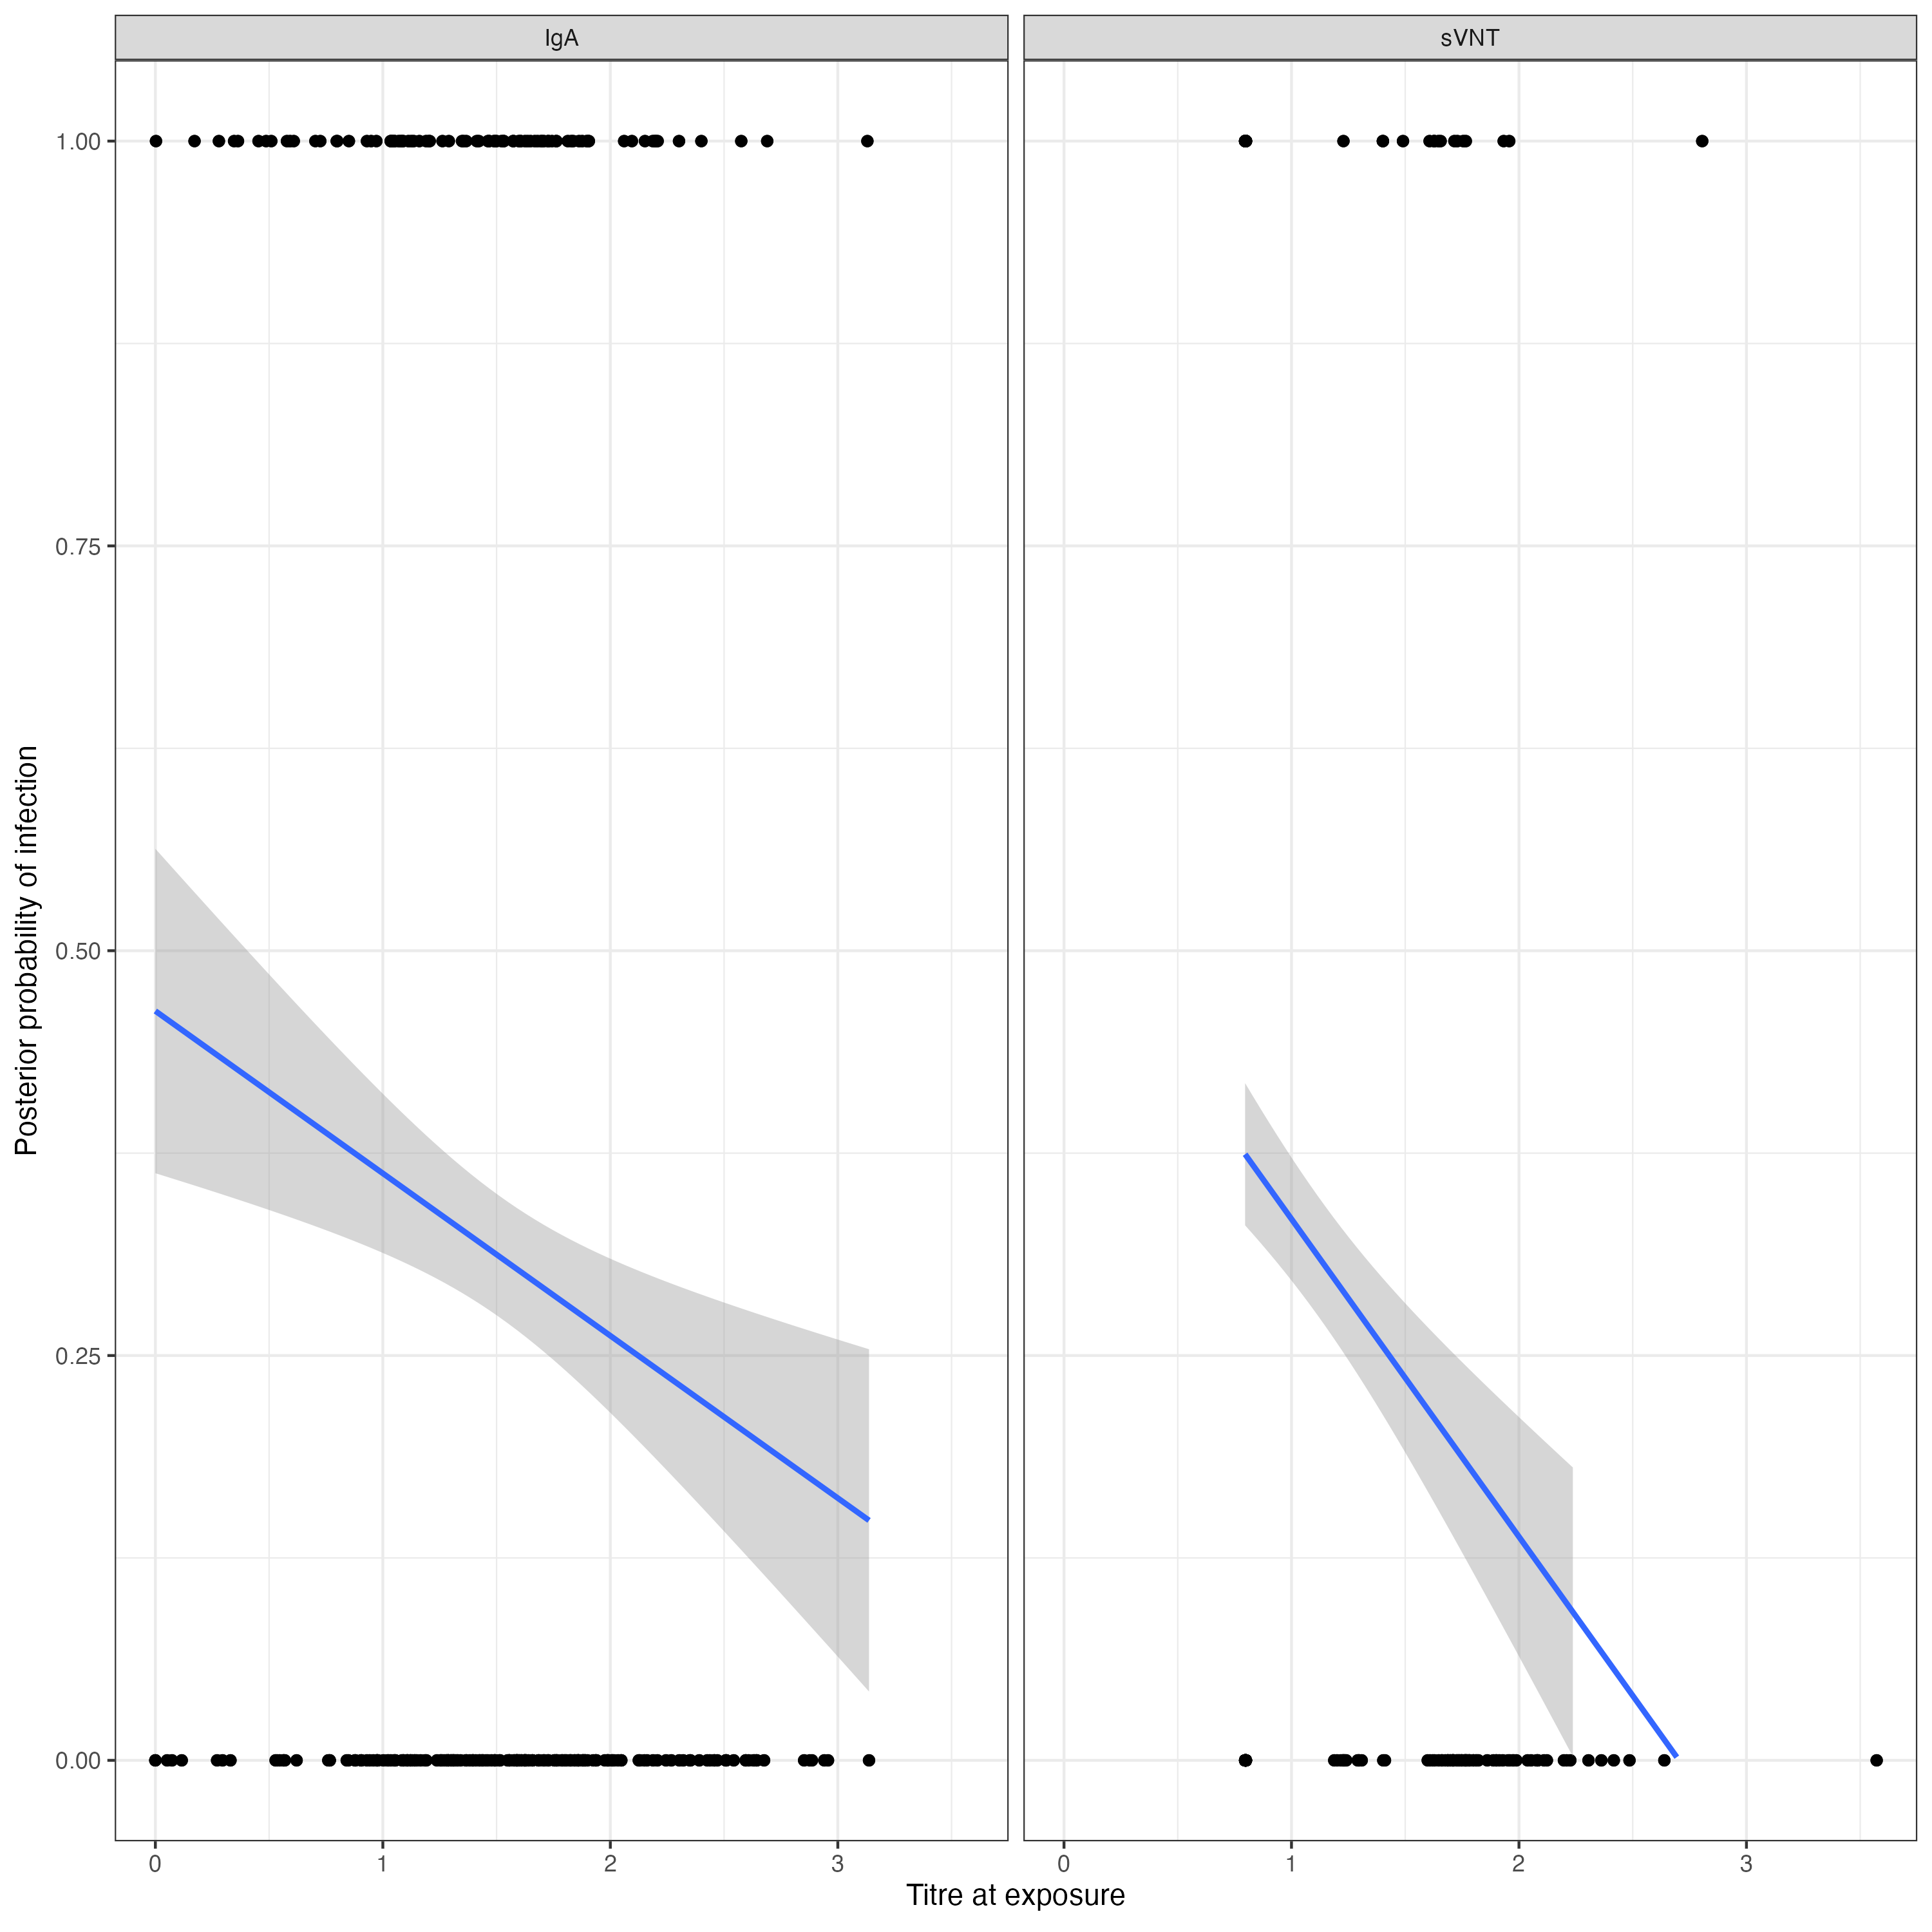 IgA
sVNT
1.00
0.75
0.50
0.25
0.00
Posterior probability of infection
0 1 2 3
0 1 2 3
Titre at exposure